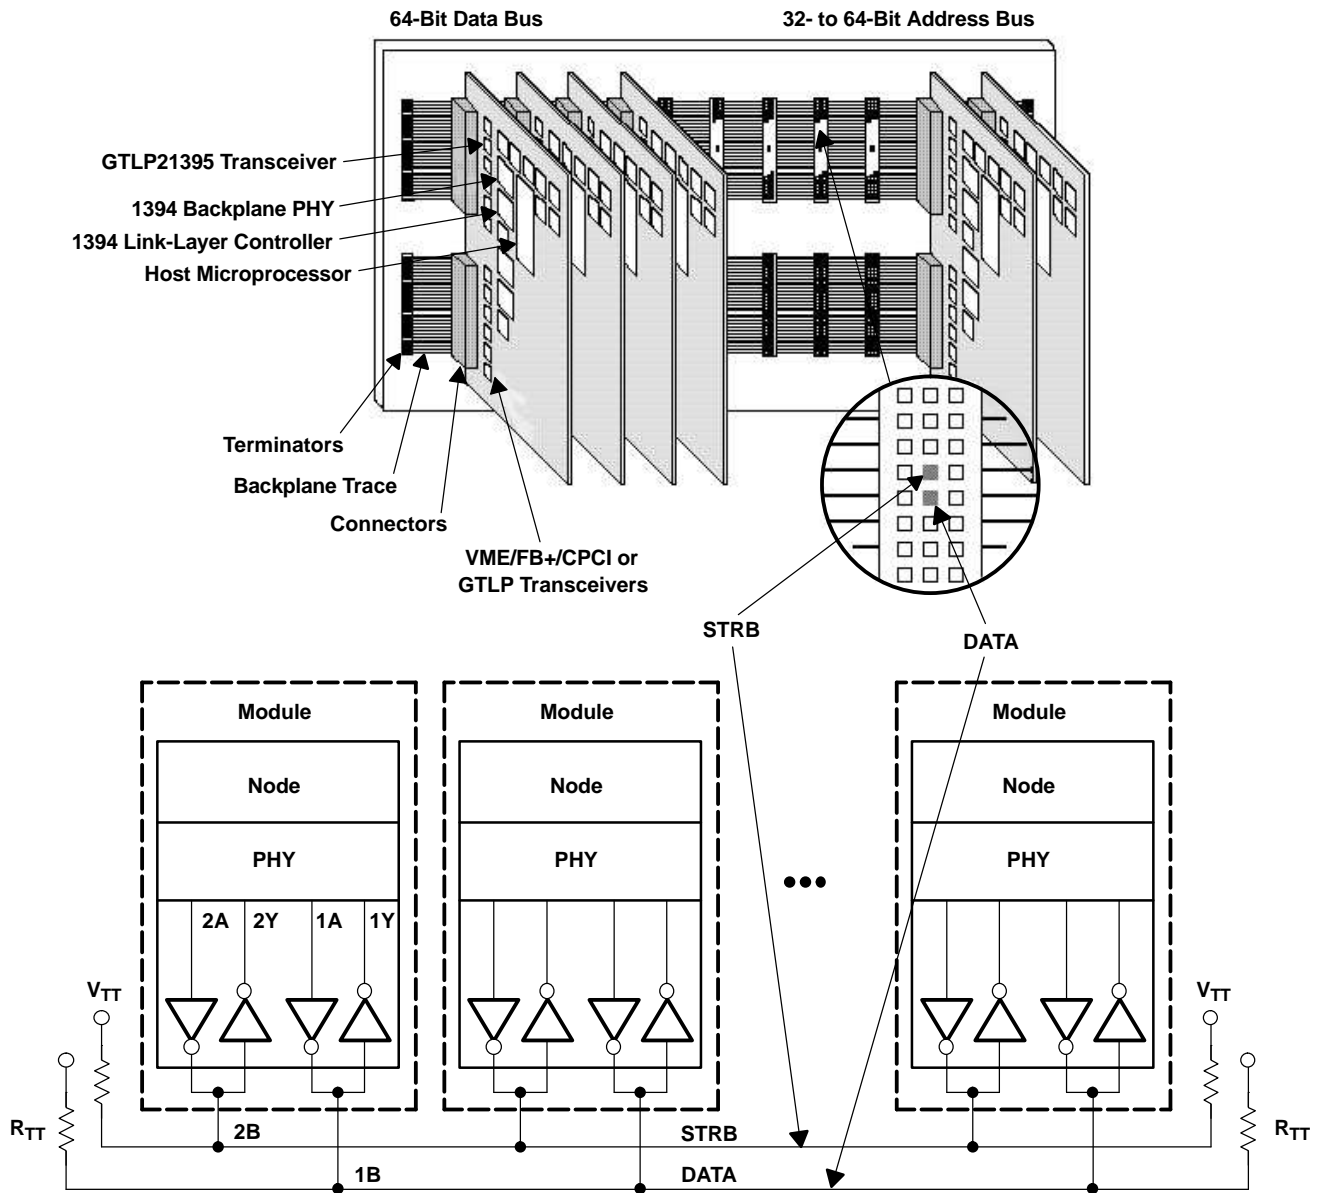 64-Bit Data Bus
32- to 64-Bit Address Bus
GTLP21395 Transceiver
1394 Backplane PHY
1394 Link-Layer Controller
Host Microprocessor
Terminators
Backplane Trace
Connectors
VME/FB+/CPCI or
GTLP Transceivers
STRB
DATA
Module
Module
Module
Node
Node
Node
PHY
PHY
PHY
2A 2Y 1A 1Y
VTT
VTT
RTT
RTT
2B
STRB
1B
DATA